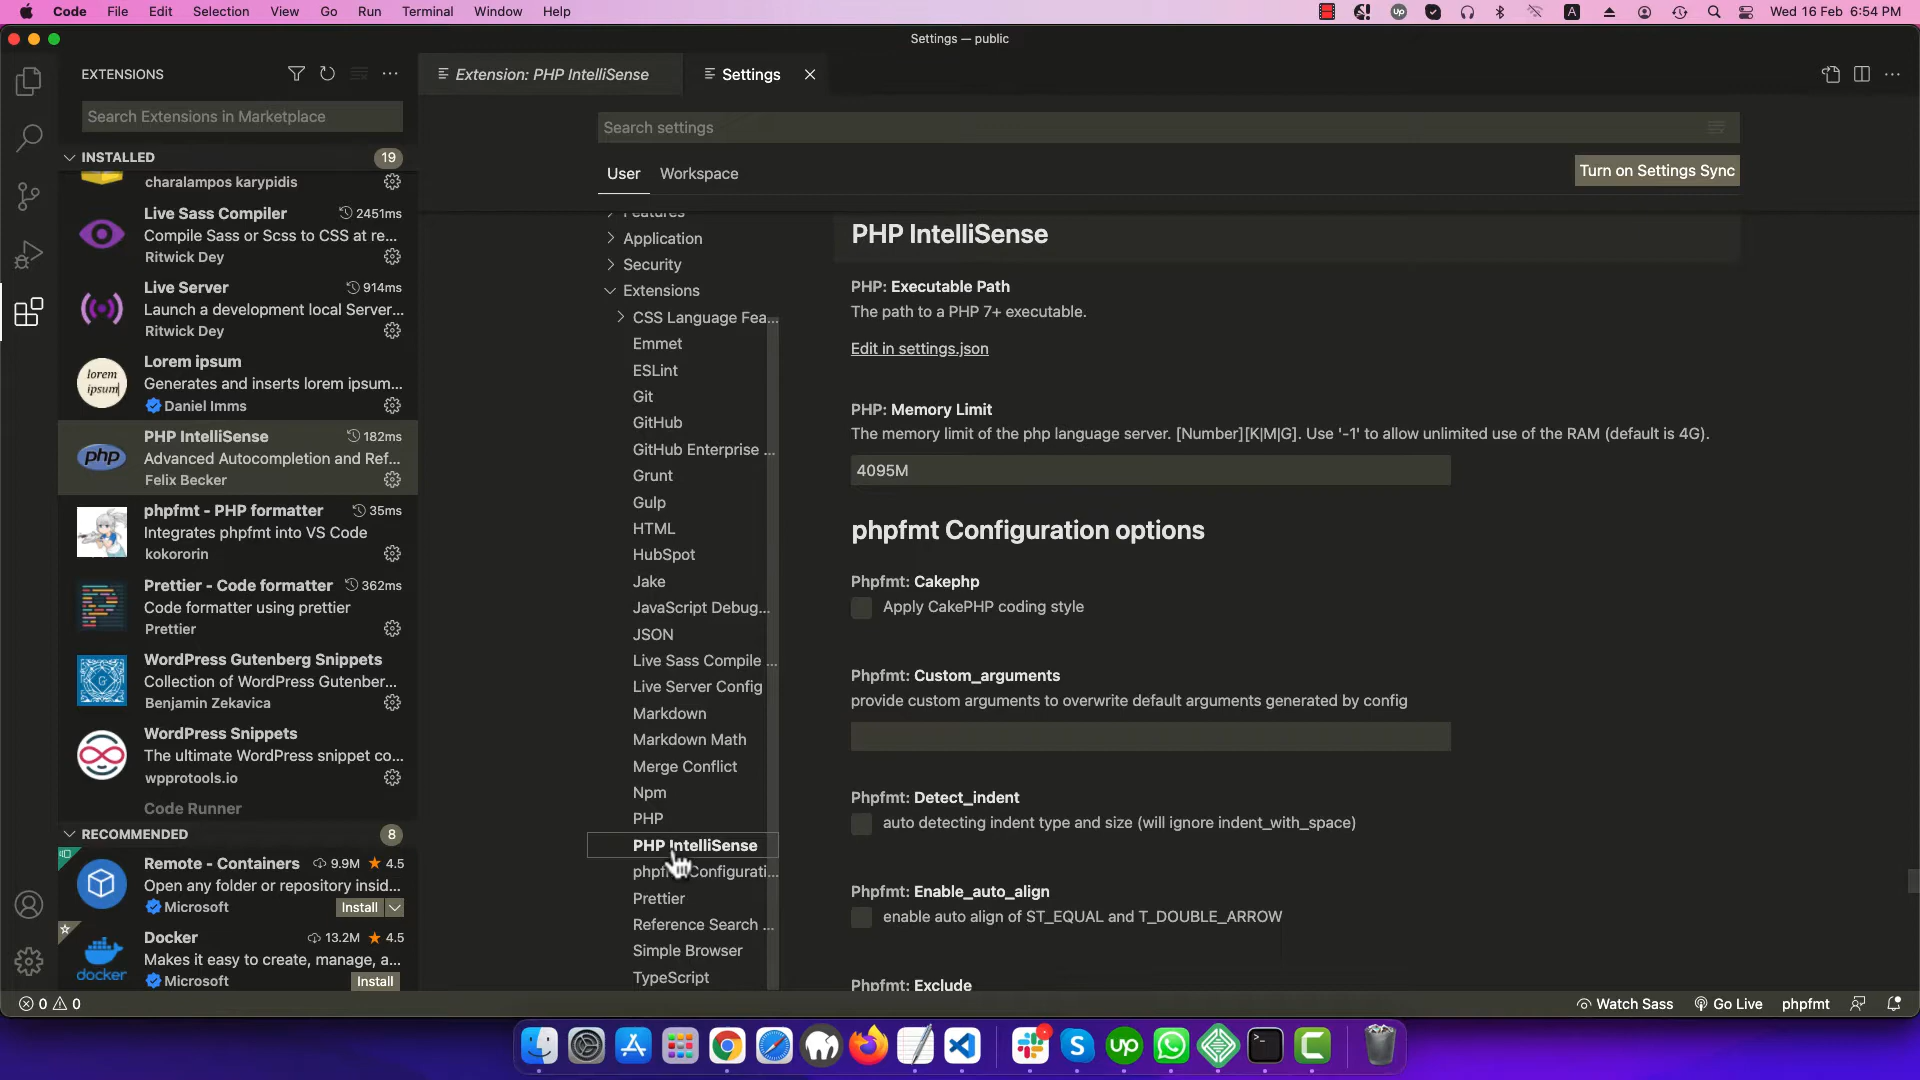 Code File Edit Selection View Go Run Terminal Window Help
up A Wed 16 Feb 6:54 PM
Settings — public
EXTENSIONS
Search Extensions in Marketplace
INSTALLED 19
charalampos karypidis
Live Sass Compiler 2451ms
Compile Sass or Scss to CSS at re...
Ritwick Dey
Live Server 914ms
Launch a development local Server...
Ritwick Dey
lorem ipsum
Lorem ipsum
Generates and inserts lorem ipsum...
Daniel Imms
php
PHP IntelliSense 182ms
Advanced Autocompletion and Ref...
Felix Becker
phpfmt - PHP formatter 35ms
Integrates phpfmt into VS Code
kokororin
Prettier - Code formatter 362ms
Code formatter using prettier
Prettier
WordPress Gutenberg Snippets
Collection of WordPress Gutenber...
Benjamin Zekavica
WordPress Snippets
The ultimate WordPress snippet co...
wpprotools.io
Code Runner
RECOMMENDED 8
Remote - Containers 9.9M 4.5
Open any folder or repository insid...
Microsoft Install
docker
Docker 13.2M 4.5
Makes it easy to create, manage, a...
Microsoft Install
Extension: PHP IntelliSense
Settings
Search settings
User Workspace
Turn on Settings Sync
Features
Application
Security
Extensions
CSS Language Fea...
Emmet
ESLint
Git
GitHub
GitHub Enterprise ...
Grunt
Gulp
HTML
HubSpot
Jake
JavaScript Debug...
JSON
Live Sass Compile ...
Live Server Config
Markdown
Markdown Math
Merge Conflict
Npm
PHP
PHP IntelliSense
Configurati...
Prettier
Reference Search ...
Simple Browser
TypeScript
PHP IntelliSense
PHP: Executable Path
The path to a PHP 7+ executable.
Edit in settings.json
PHP: Memory Limit
The memory limit of the php language server. [Number][K|M|G]. Use '-1' to allow unlimited use of the RAM (default is 4G).
4095M
phpfmt Configuration options
Phpfmt: Cakephp
Apply CakePHP coding style
Phpfmt: Custom_arguments
provide custom arguments to overwrite default arguments generated by config
Phpfmt: Detect_indent
auto detecting indent type and size (will ignore indent_with_space)
Phpfmt: Enable_auto_align
enable auto align of ST_EQUAL and T_DOUBLE_ARROW
Phpfmt: Exclude
0 0
Watch Sass Go Live phpfmt
up